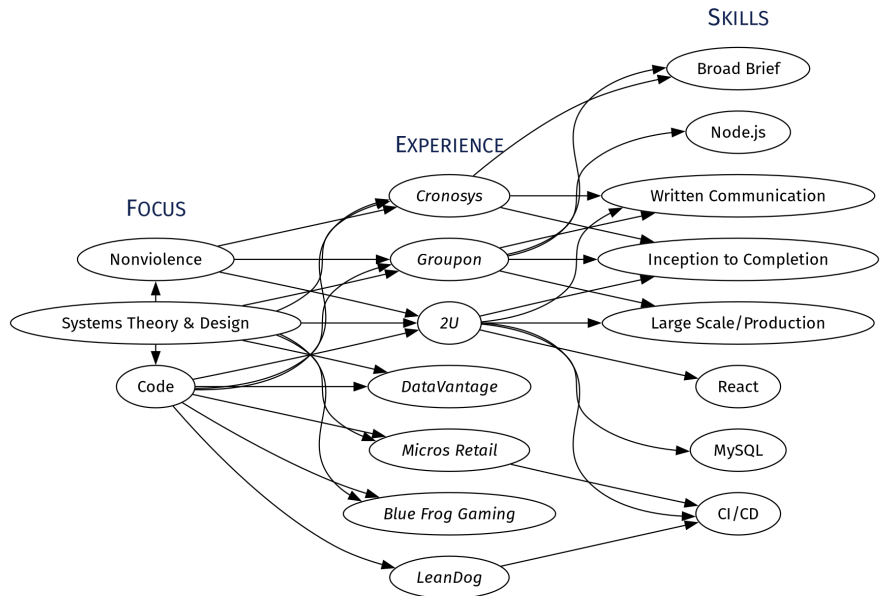 SKILLS
Broad Brief
Node.js
EXPERIENCE
Cronosys
Written Communication
FOCUS
Nonviolence
Groupon
Inception to Completion
Systems Theory & Design
2U
Large Scale/Production
Code
DataVantage
React
Micros Retail
MySQL
Blue Frog Gaming
CI/CD
LeanDog